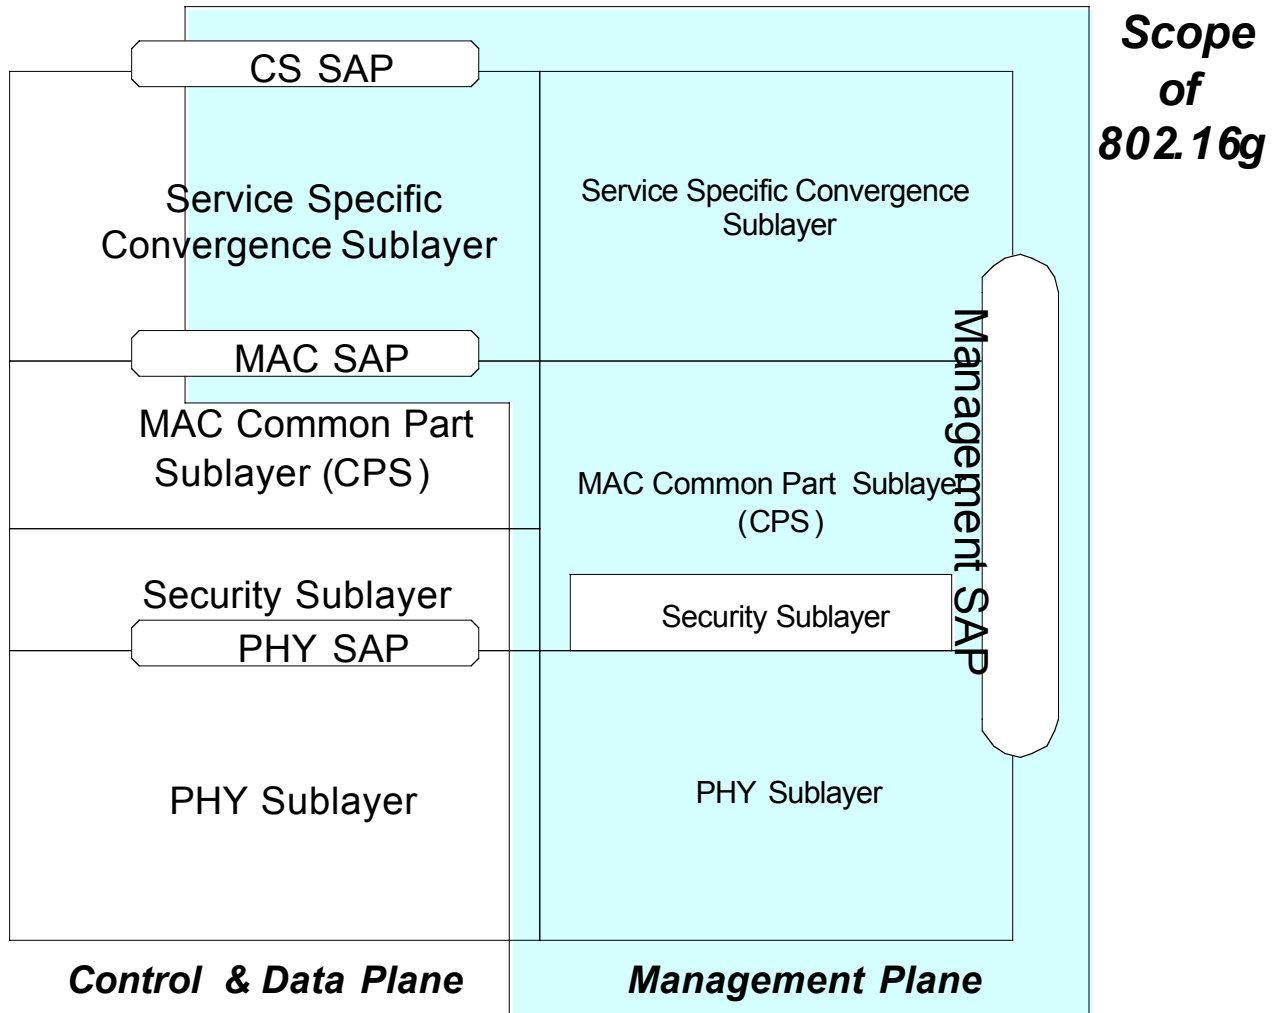 Scope
of
802.16g
CS SAP
Service Specific
Convergence Sublayer
Service Specific Convergence
Sublayer
MAC SAP
Management SAP
MAC Common Part
Sublayer (CPS)
MAC Common Part Sublayer
(CPS)
Security Sublayer
Security Sublayer
PHY SAP
PHY Sublayer
PHY Sublayer
Control & Data Plane
Management Plane